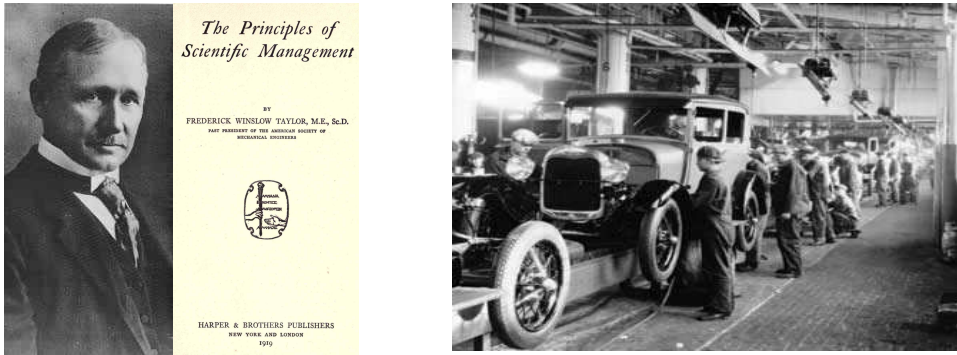 The Principles of
Scientific Management
BY
FREDERICK WINSLOW TAYLOR, M.E., Sc.D.
PAST PRESIDENT OF THE AMERICAN SOCIETY OF
MECHANICAL ENGINEERS
HARPER & BROTHERS PUBLISHERS
NEW YORK AND LONDON
1919